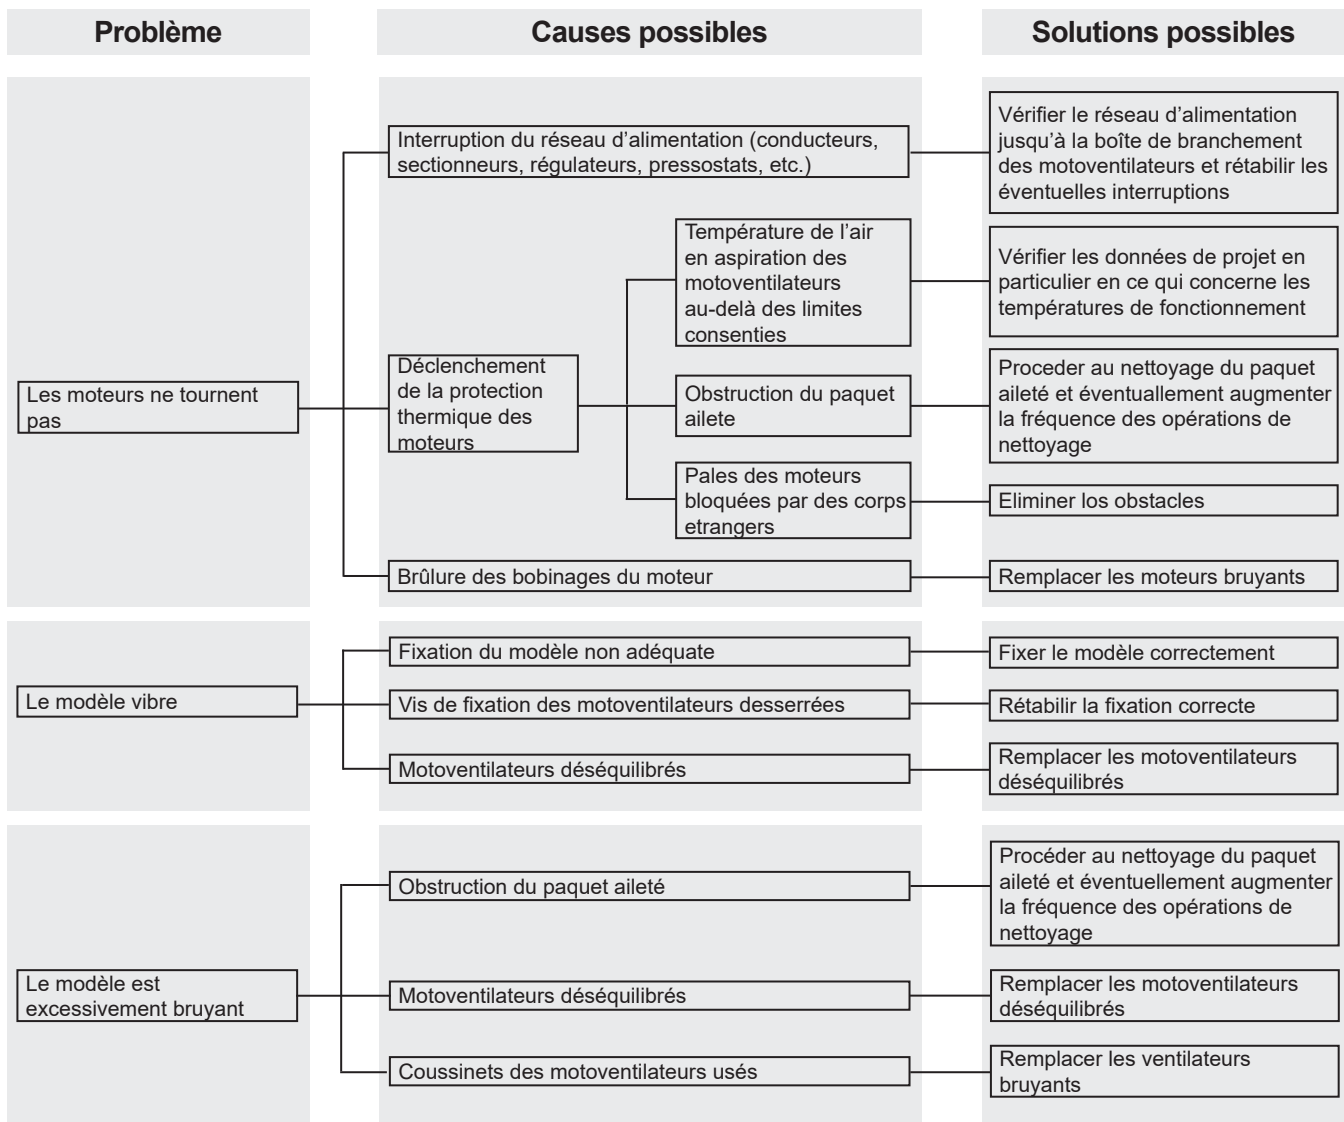 Problème
Causes possibles
Solutions possibles
Les moteurs ne tournent
pas
Interruption du réseau d'alimentation (conducteurs,
sectionneurs, régulateurs, pressostats, etc.)
Vérifier le réseau d'alimentation
jusqu'à la boîte de branchement
des motoventilateurs et rétabilir les
éventuelles interruptions
Déclenchement
de la protection
thermique des
moteurs
Température de l'air
en aspiration des
motoventilateurs
au-delà des limites
consenties
Vérifier les données de projet en
particulier en ce qui concerne les
températures de fonctionnement
Obstruction du paquet
ailete
Proceder au nettoyage du paquet
aileté et éventuallement augmenter
la fréquence des opérations de
nettoyage
Pales des moteurs
bloquées par des corps
etrangers
Eliminer los obstacles
Brûlure des bobinages du moteur
Remplacer les moteurs bruyants
Le modèle vibre
Fixation du modèle non adéquate
Fixer le modèle correctement
Vis de fixation des motoventilateurs desserrées
Rétabilir la fixation correcte
Motoventilateurs déséquilibrés
Remplacer les motoventilateurs
déséquilibrés
Le modèle est
excessivement bruyant
Obstruction du paquet aileté
Procéder au nettoyage du paquet
aileté et éventuellement augmenter
la fréquence des opérations de
nettoyage
Motoventilateurs déséquilibrés
Remplacer les motoventilateurs
déséquilibrés
Coussinets des motoventilateurs usés
Remplacer les ventilateurs
bruyants